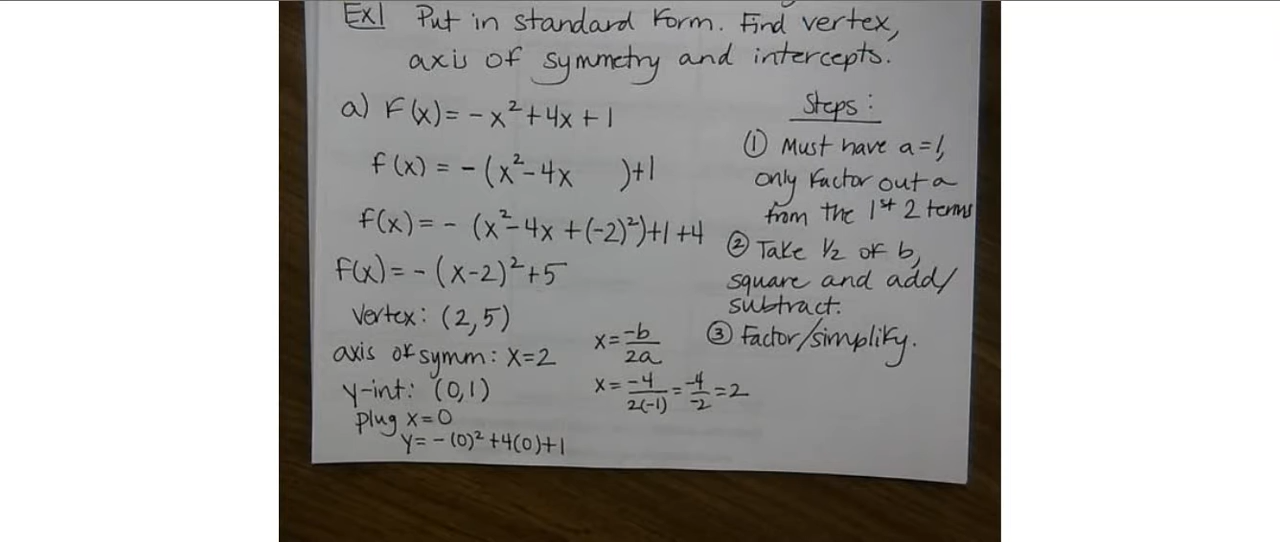 Ex1 Put in standard form. Find vertex,
axis of symmetry and intercepts.
a) F(x) = -x² + 4x + 1
f(x) = - (x² - 4x )+1
f(x) = - (x² - 4x + (-2)²)+1 +4
f(x) = - (x-2)² + 5
Vertex: (2,5)
axis of symm: x=2
y-int: (0,1)
plug x=0
y= -(0)² +4(0)+1
x = -b/2a
x = -4/2(-1) = -4/-2 = 2
Steps:
① Must have a=1,
only factor out a
from the 1st 2 terms
② Take ½ of b,
square and add/
subtract.
③ Factor/simplify.